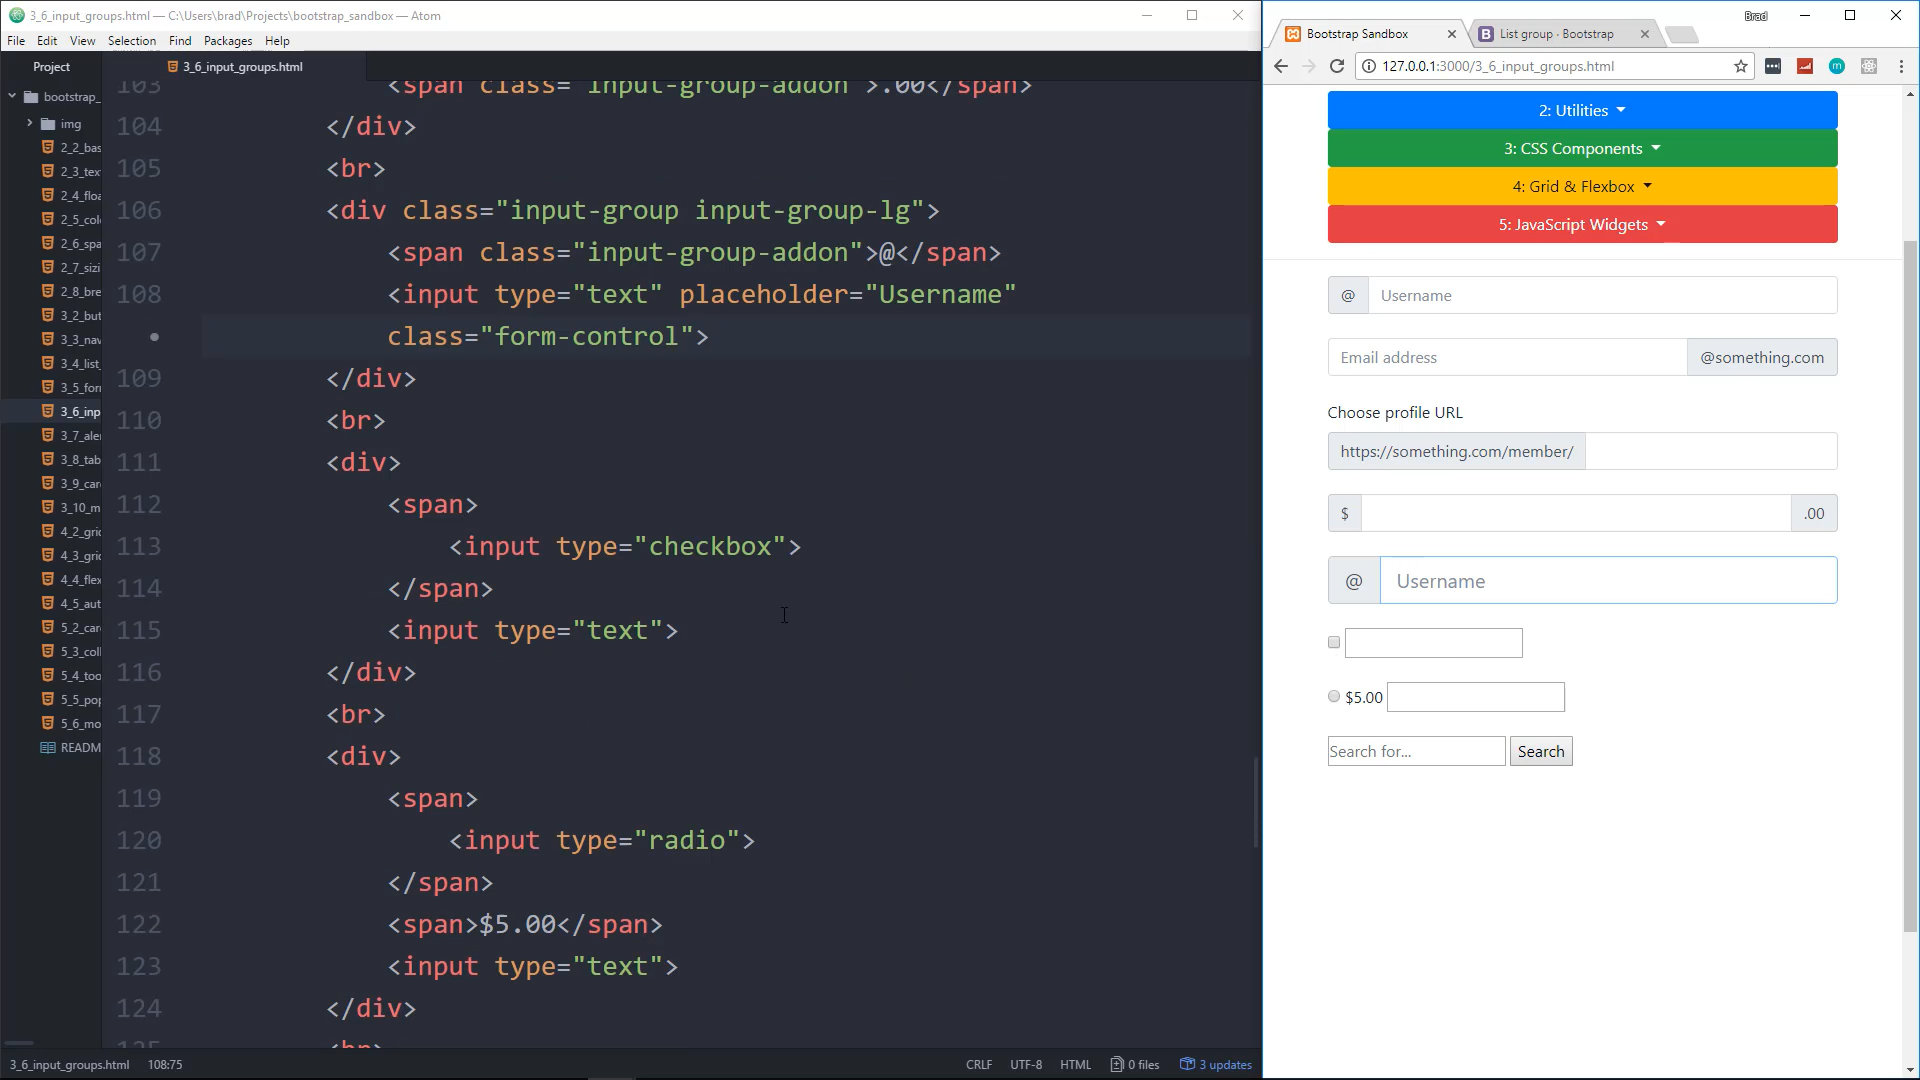 3_6_input_groups.html — C:\Users\brad\Projects\bootstrap_sandbox — Atom
File Edit View Selection Find Packages Help
Project
bootstrap_
img
2_2_bas
2_3_tex
2_4_floa
2_5_colo
2_6_spa
2_7_sizi
2_8_bre
3_2_but
3_3_nav
3_4_list_
3_5_forn
3_6_inp
3_7_aler
3_8_tab
3_9_car
3_10_m
4_2_grid
4_3_grid
4_4_flex
4_5_aut
5_2_car
5_3_coll
5_4_too
5_5_pop
5_6_mo
README
3_6_input_groups.html
103 <span class="input-group-addon">.00</span>
104 </div>
105 <br>
106 <div class="input-group input-group-lg">
107 <span class="input-group-addon">@</span>
108 <input type="text" placeholder="Username"
class="form-control">
109 </div>
110 <br>
111 <div>
112 <span>
113 <input type="checkbox">
114 </span>
115 <input type="text">
116 </div>
117 <br>
118 <div>
119 <span>
120 <input type="radio">
121 </span>
122 <span>$5.00</span>
123 <input type="text">
124 </div>
125 <br>
3_6_input_groups.html 108:75
CRLF UTF-8 HTML 0 files 3 updates
Brad
Bootstrap Sandbox
List group · Bootstrap
127.0.0.1:3000/3_6_input_groups.html
2: Utilities
3: CSS Components
4: Grid & Flexbox
5: JavaScript Widgets
@ Username
Email address @something.com
Choose profile URL
https://something.com/member/
$ .00
@ Username
$5.00
Search for... Search